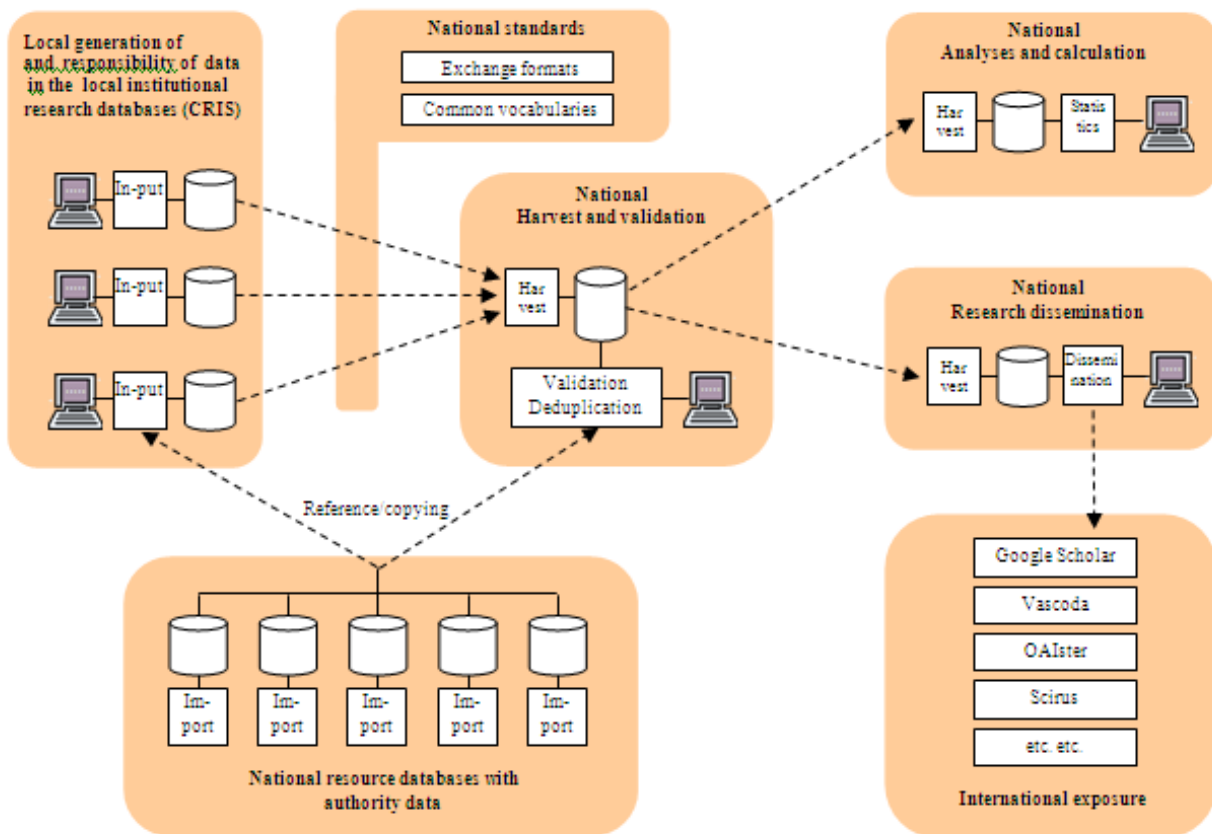 Local generation of
and responsibility of data
in the local institutional
research databases (CRIS)
In-put
In-put
In-put
National standards
Exchange formats
Common vocabularies
National
Harvest and validation
Har
vest
Validation
Deduplication
National
Analyses and calculation
Har
vest
Statis
tics
National
Research dissemination
Har
vest
Dissemi
nation
Reference/copying
Im-
port
Im-
port
Im-
port
Im-
port
Im-
port
National resource databases with
authority data
Google Scholar
Vascoda
OAIster
Scirus
etc. etc.
International exposure